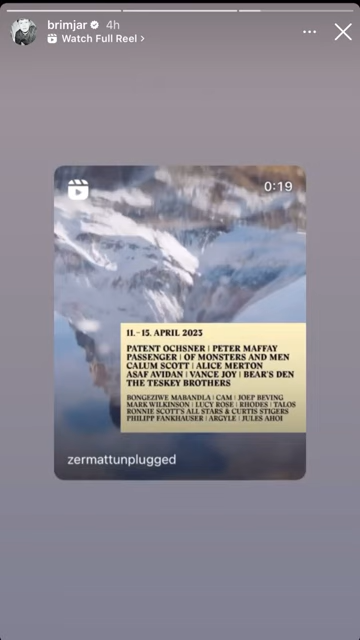 brimjar 4h
Watch Full Reel >
0:19
11.–15. APRIL 2023
PATENT OCHSNER | PETER MAFFAY
PASSENGER | OF MONSTERS AND MEN
CALUM SCOTT | ALICE MERTON
ASAF AVIDAN | VANCE JOY | BEAR'S DEN
THE TESKEY BROTHERS
BONGEZIWE MABANDLA | CAM | JOEP BEVING
MARK WILKINSON | LUCY ROSE | RHODES | TALOS
RONNIE SCOTT'S ALL STARS & CURTIS STIGERS
PHILIPP FANKHAUSER | ARGYLE | JULES AHOI
zermattunplugged